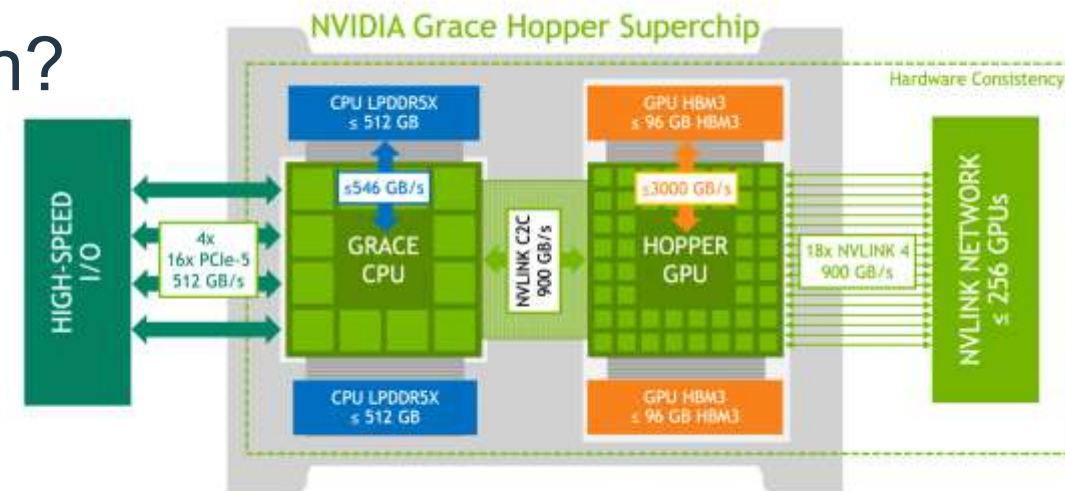 NVIDIA Grace Hopper Superchip
n?
Hardware Consistency
CPU LPDDR5X
≤ 512 GB
GPU HBM3
≤ 96 GB HBM3
HIGH-SPEED
I/O
4x
16x PCIe-5
512 GB/s
≤546 GB/s
GRACE
CPU
NVLINK C2C
900 GB/s
≤3000 GB/s
HOPPER
GPU
18x NVLINK 4
900 GB/s
NVLINK NETWORK
≤ 256 GPUs
CPU LPDDR5X
≤ 512 GB
GPU HBM3
≤ 96 GB HBM3